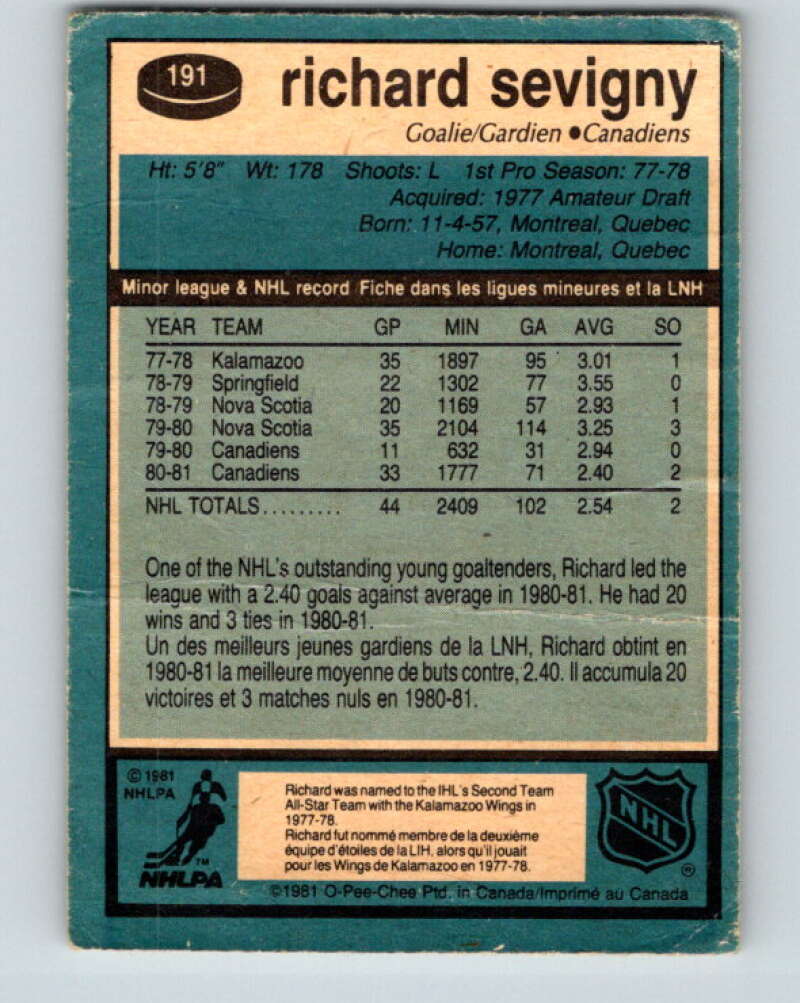 191
richard sevigny
Goalie/Gardien ●Canadiens
Ht: 5'8" Wt: 178 Shoots: L 1st Pro Season: 77-78
Acquired: 1977 Amateur Draft
Born: 11-4-57, Montreal, Quebec
Home: Montreal, Quebec
Minor league & NHL record Fiche dans les ligues mineures et la LNH
YEAR TEAM GP MIN GA AVG SO
77-78 Kalamazoo 35 1897 95 3.01 1
78-79 Springfield 22 1302 77 3.55 0
78-79 Nova Scotia 20 1169 57 2.93 1
79-80 Nova Scotia 35 2104 114 3.25 3
79-80 Canadiens 11 632 31 2.94 0
80-81 Canadiens 33 1777 71 2.40 2
NHL TOTALS......... 44 2409 102 2.54 2
One of the NHL's outstanding young goaltenders, Richard led the
league with a 2.40 goals against average in 1980-81. He had 20
wins and 3 ties in 1980-81.
Un des meilleurs jeunes gardiens de la LNH, Richard obtint en
1980-81 la meilleure moyenne de buts contre, 2.40. Il accumula 20
victoires et 3 matches nuls en 1980-81.
©1981
NHLPA
TM
NHLPA
Richard was named to the IHL's Second Team
All-Star Team with the Kalamazoo Wings in
1977-78.
Richard fut nommé membre de la deuxième
équipe d'étoiles de la LIH, alors qu'il jouait
pour les Wings de Kalamazoo en 1977-78.
NHL
®
©1981 O-Pee-Chee Ptd. in Canada/Imprimé au Canada